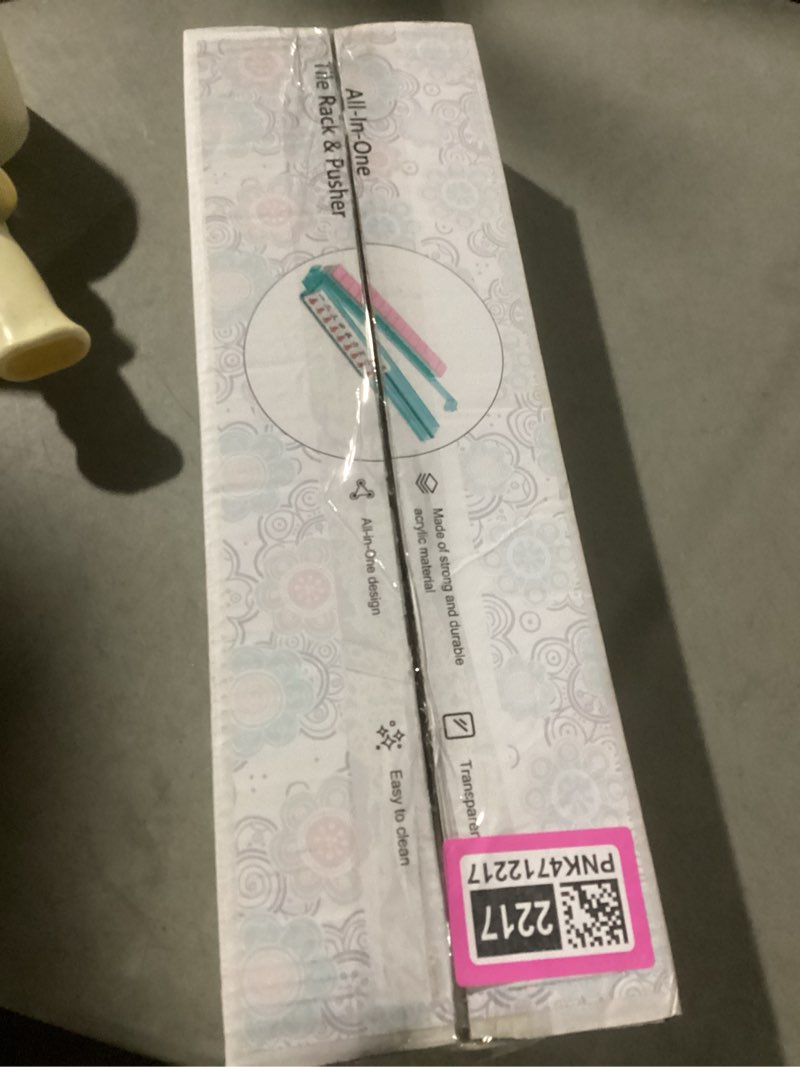 All-In-One
Tile Rack & Pusher
Made of strong and durable
acrylic material
All-in-One design
Easy to clean
PNK4712217
2217